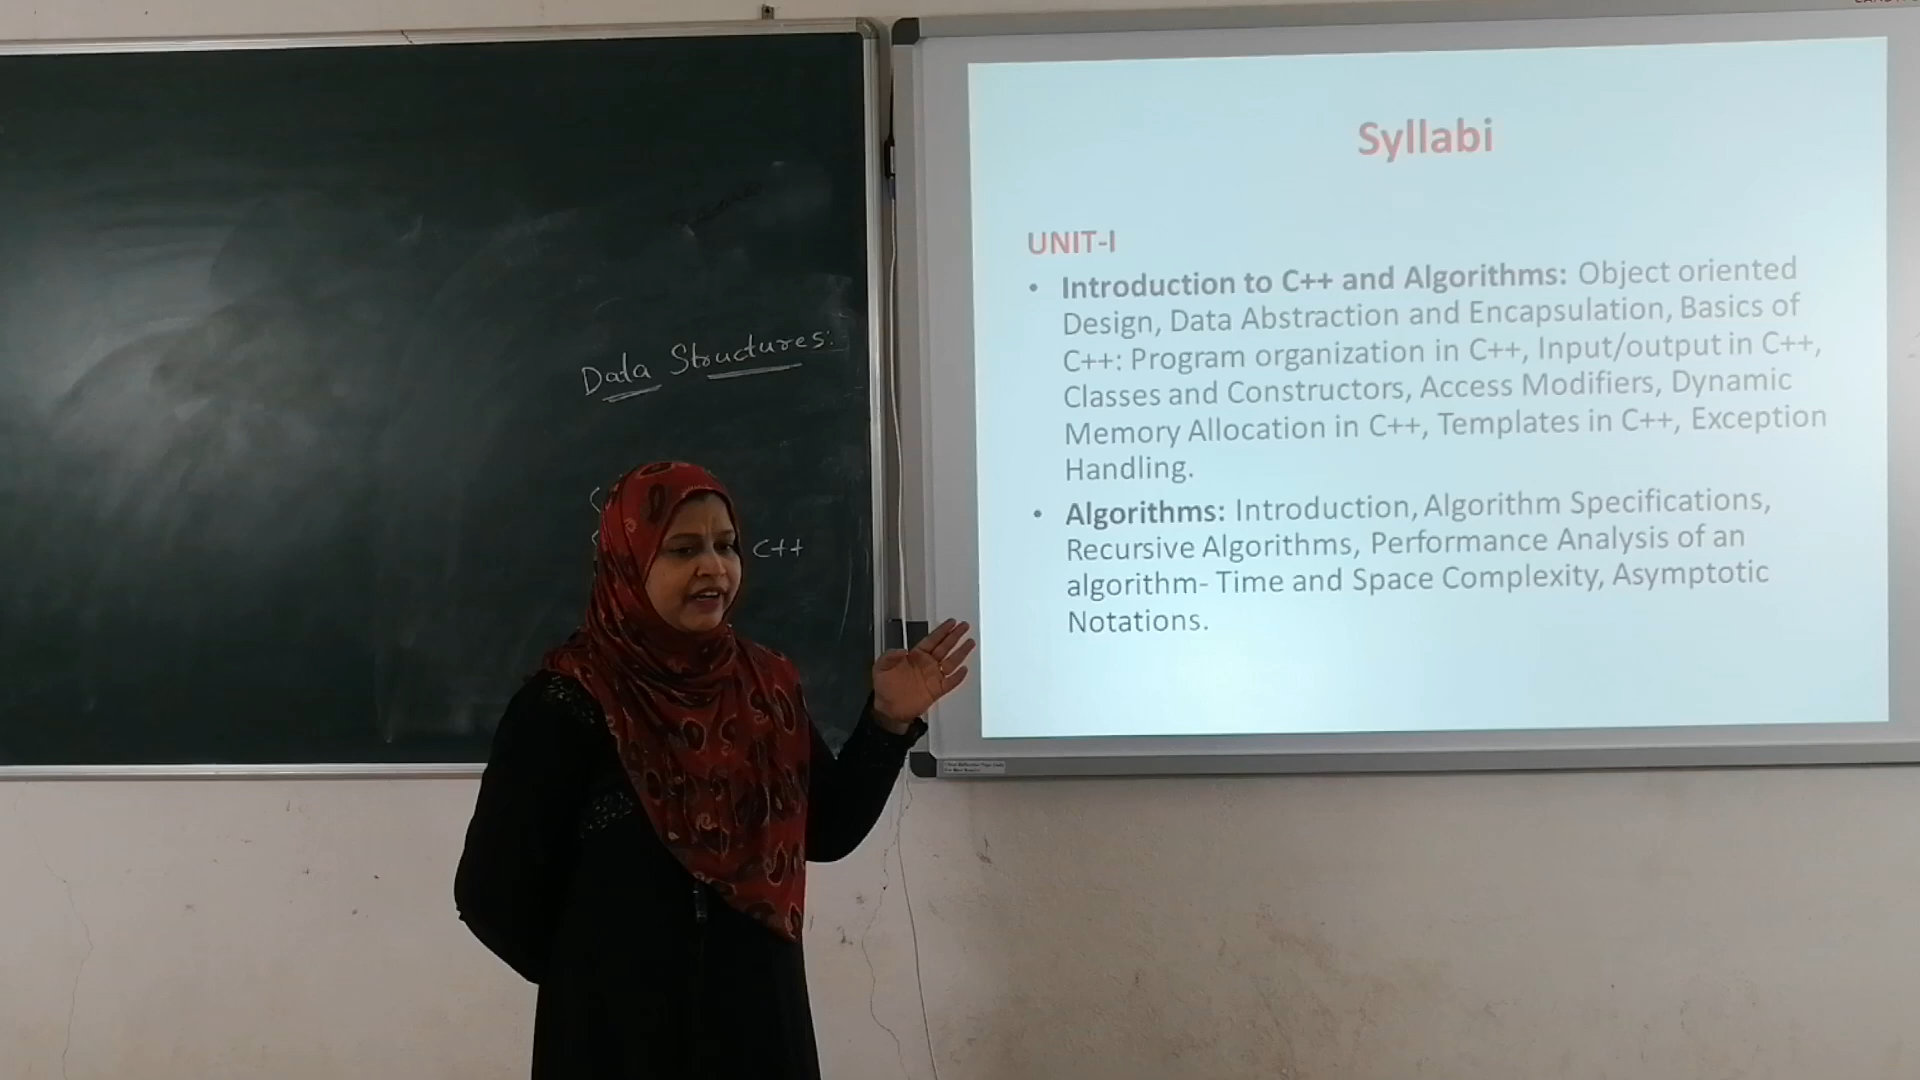 Data Structures:
C++
Syllabi
UNIT-I
• Introduction to C++ and Algorithms: Object oriented
Design, Data Abstraction and Encapsulation, Basics of
C++: Program organization in C++, Input/output in C++,
Classes and Constructors, Access Modifiers, Dynamic
Memory Allocation in C++, Templates in C++, Exception
Handling.
• Algorithms: Introduction, Algorithm Specifications,
Recursive Algorithms, Performance Analysis of an
algorithm- Time and Space Complexity, Asymptotic
Notations.